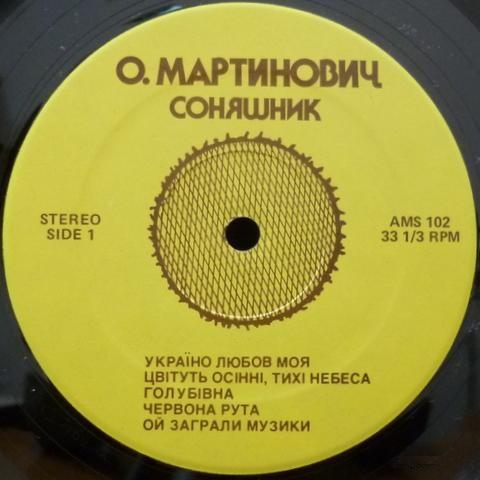 О. МАРТИНОВИЧ
СОНЯШНИК
STEREO
SIDE 1
AMS 102
33 1/3 RPM
УКРАЇНО ЛЮБОВ МОЯ
ЦВІТУТЬ ОСІННІ, ТИХІ НЕБЕСА
ГОЛУБІВНА
ЧЕРВОНА РУТА
ОЙ ЗАГРАЛИ МУЗИКИ